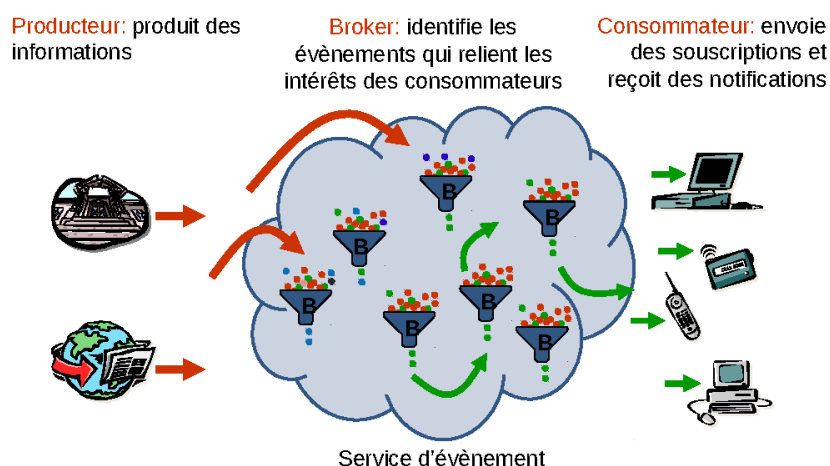 Producteur: produit des
informations
Broker: identifie les
évènements qui relient les
intérêts des consommateurs
Consommateur: envoie
des souscriptions et
reçoit des notifications
B
B
B
B
B
B
B
Service d'évènement